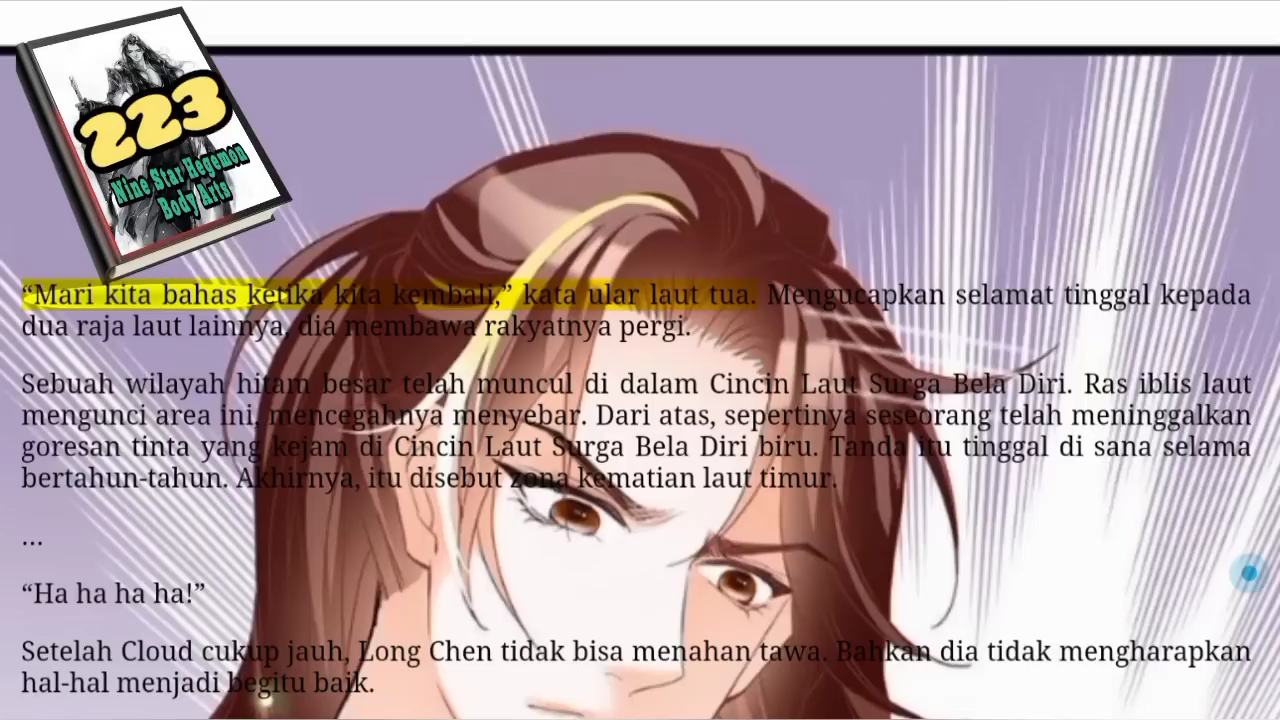 223
Nine Star Hegemon
Body Arts
“Mari kita bahas ketika kita kembali,” kata ular laut tua. Mengucapkan selamat tinggal kepada
dua raja laut lainnya, dia membawa rakyatnya pergi.
Sebuah wilayah hitam besar telah muncul di dalam Cincin Laut Surga Bela Diri. Ras iblis laut
mengunci area ini, mencegahnya menyebar. Dari atas, sepertinya seseorang telah meninggalkan
goresan tinta yang kejam di Cincin Laut Surga Bela Diri biru. Tanda itu tinggal di sana selama
bertahun-tahun. Akhirnya, itu disebut zona kematian laut timur.
...
“Ha ha ha ha!”
Setelah Cloud cukup jauh, Long Chen tidak bisa menahan tawa. Bahkan dia tidak mengharapkan
hal-hal menjadi begitu baik.